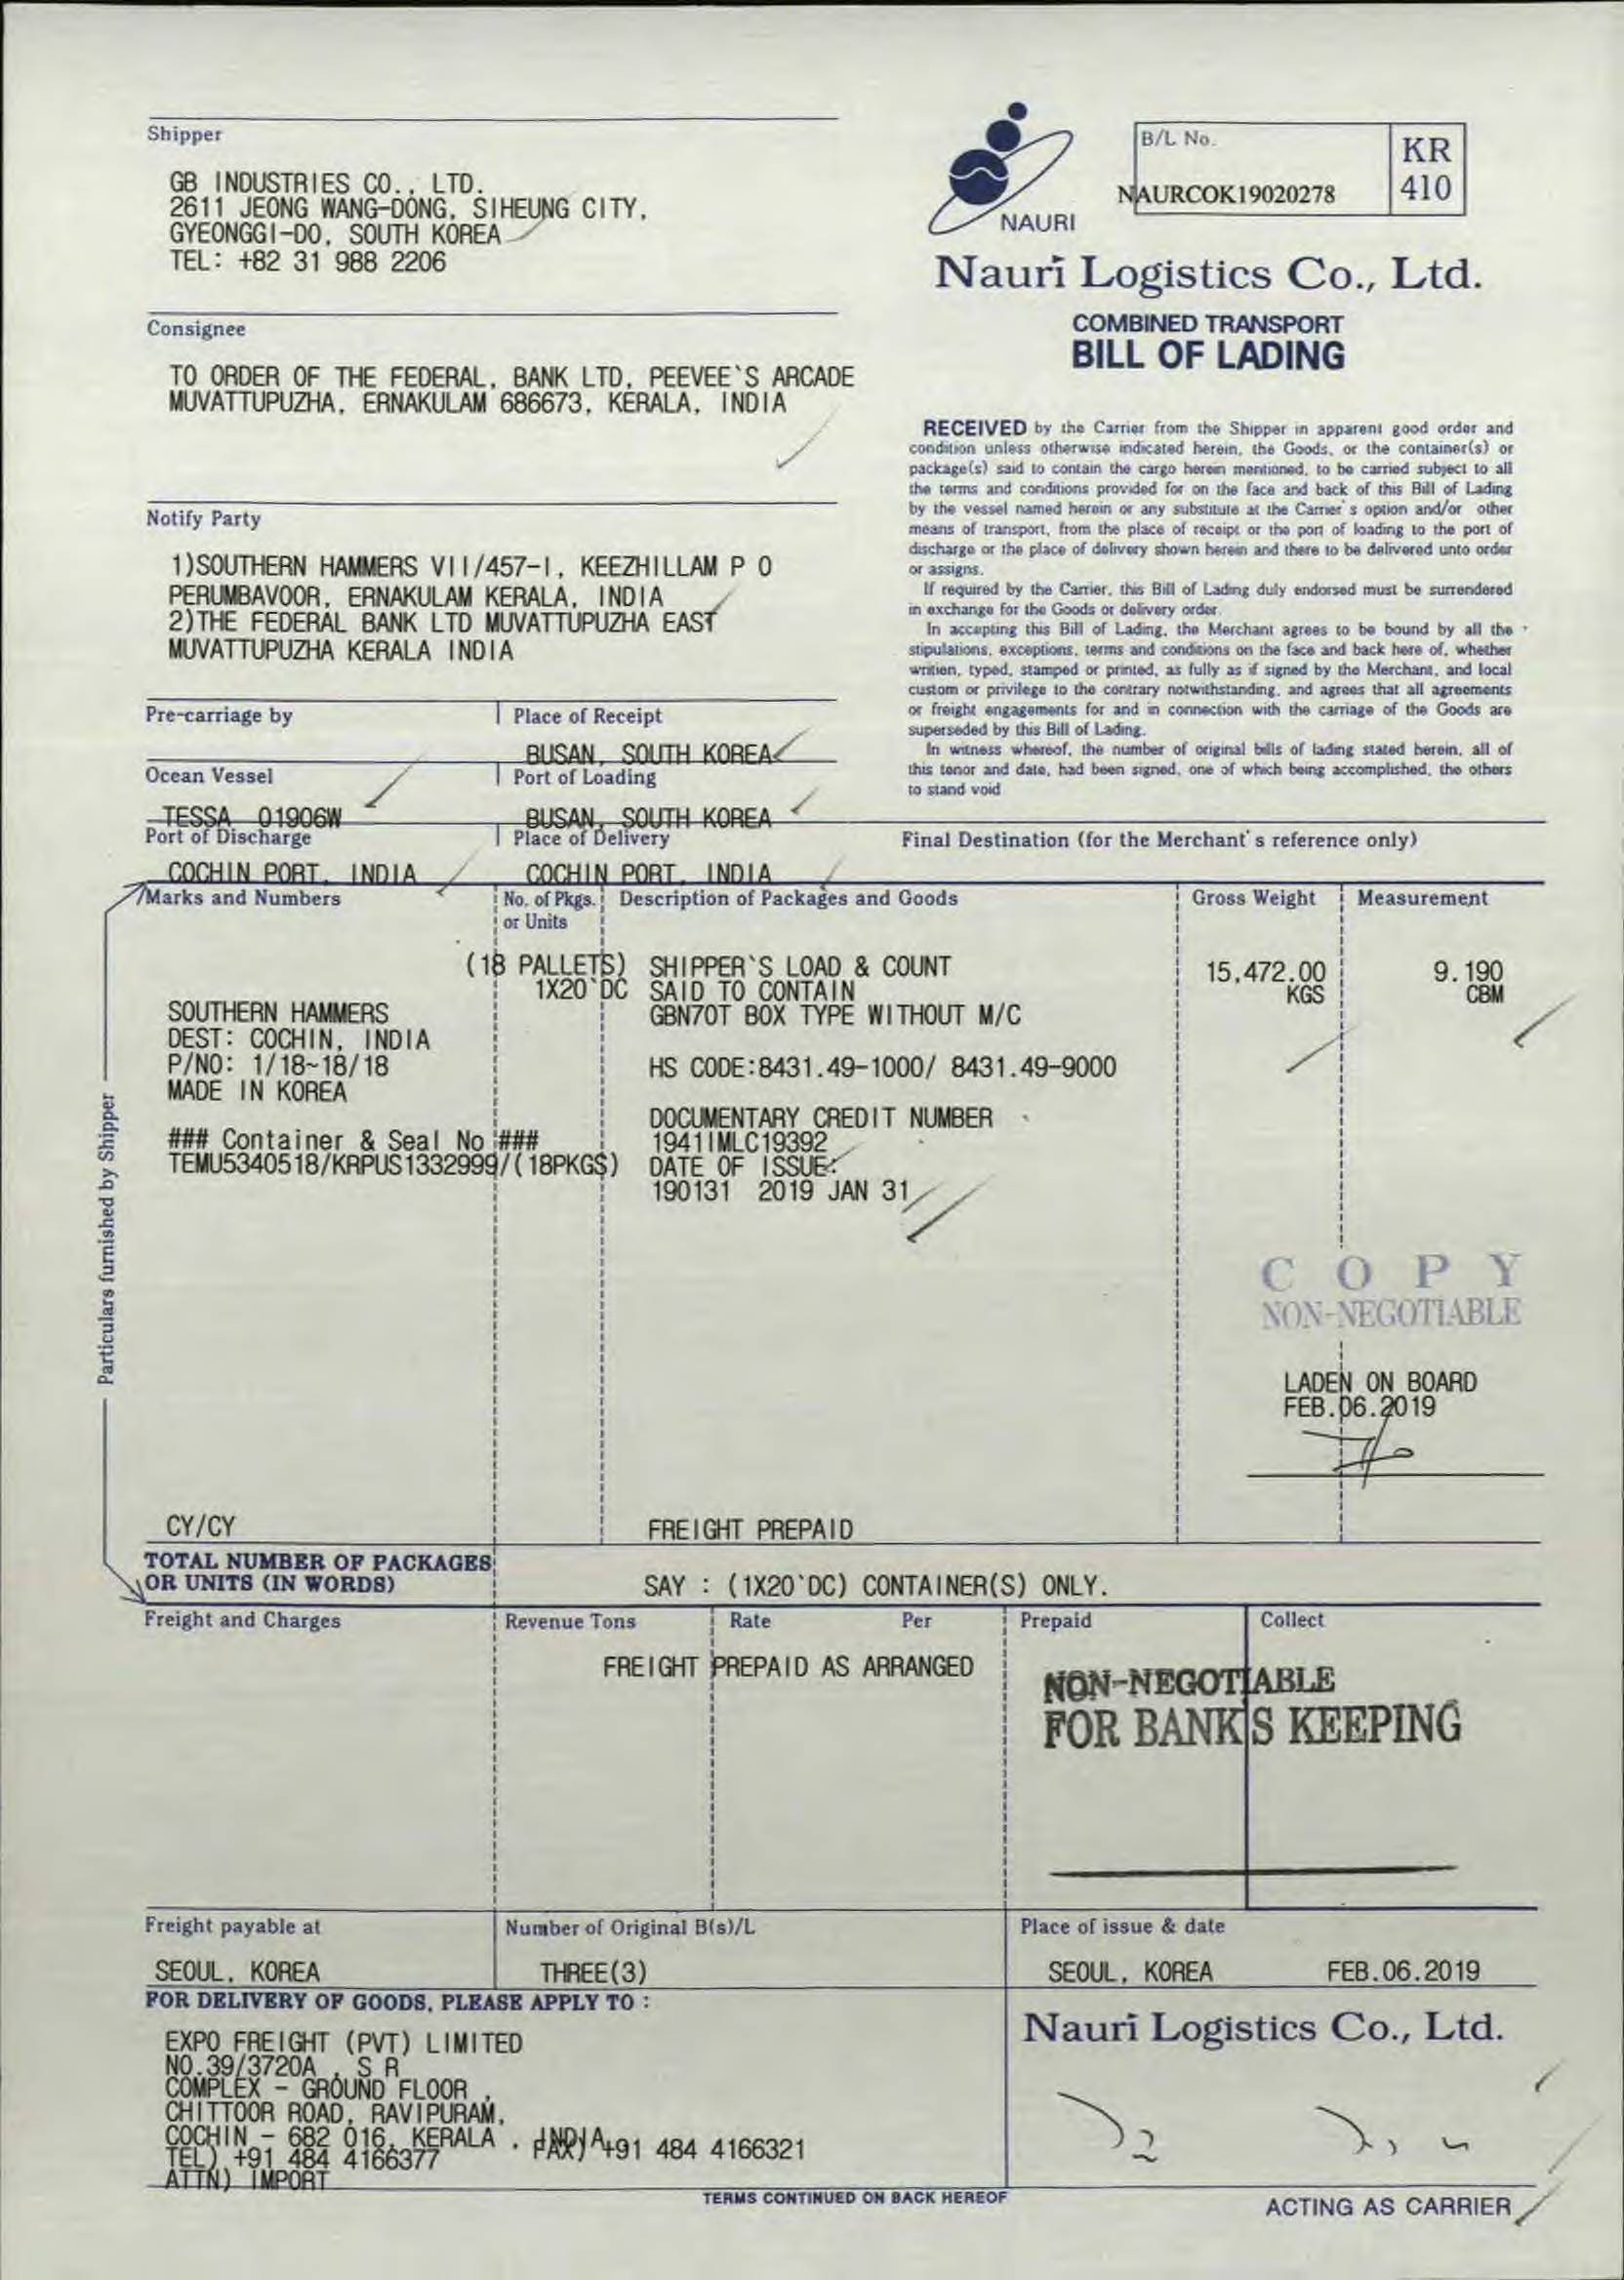 Shipper
GB INDUSTRIES CO., LTD.
2611 JEONG WANG-DONG, SIHEUNG CITY,
GYEONGGI-DO, SOUTH KOREA
TEL: +82 31 988 2206
NAURI
B/L No.
NAURCOK19020278
KR
410
Nauri Logistics Co., Ltd.
COMBINED TRANSPORT
BILL OF LADING
Consignee
TO ORDER OF THE FEDERAL, BANK LTD, PEEVEE`S ARCADE
MUVATTUPUZHA, ERNAKULAM 686673, KERALA, INDIA
RECEIVED by the Carrier from the Shipper in apparent good order and
condition unless otherwise indicated herein, the Goods, or the container(s) or
package(s) said to contain the cargo herein mentioned, to be carried subject to all
the terms and conditions provided for on the face and back of this Bill of Lading
by the vessel named herein or any substitute at the Carrier's option and/or other
means of transport, from the place of receipt or the port of loading to the port of
discharge or the place of delivery shown herein and there to be delivered unto order
or assigns.
If required by the Carrier, this Bill of Lading duly endorsed must be surrendered
in exchange for the Goods or delivery order.
In accepting this Bill of Lading, the Merchant agrees to be bound by all the
stipulations, exceptions, terms and conditions on the face and back here of, whether
written, typed, stamped or printed, as fully as if signed by the Merchant, and local
custom or privilege to the contrary notwithstanding, and agrees that all agreements
or freight engagements for and in connection with the carriage of the Goods are
superseded by this Bill of Lading.
In witness whereof, the number of original bills of lading stated herein, all of
this tenor and date, had been signed, one of which being accomplished, the others
to stand void
Notify Party
1)SOUTHERN HAMMERS VII/457-I, KEEZHILLAM P O
PERUMBAVOOR, ERNAKULAM KERALA, INDIA
2)THE FEDERAL BANK LTD MUVATTUPUZHA EAST
MUVATTUPUZHA KERALA INDIA
Pre-carriage by
Place of Receipt
BUSAN, SOUTH KOREA
Ocean Vessel
Port of Loading
TESSA 01906W
BUSAN, SOUTH KOREA
Port of Discharge
Place of Delivery
Final Destination (for the Merchant's reference only)
COCHIN PORT, INDIA
COCHIN PORT, INDIA
Marks and Numbers
No. of Pkgs.
or Units
Description of Packages and Goods
Gross Weight
Measurement
(18 PALLETS)
1X20`DC
SHIPPER'S LOAD & COUNT
SAID TO CONTAIN
GBN70T BOX TYPE WITHOUT M/C
15,472.00
KGS
9.190
CBM
SOUTHERN HAMMERS
DEST: COCHIN, INDIA
P/NO: 1/18~18/18
MADE IN KOREA
HS CODE:8431.49-1000/ 8431.49-9000
### Container & Seal No ###
TEMU5340518/KRPUS1332999/(18PKGS)
DOCUMENTARY CREDIT NUMBER
1941IMLC19392
DATE OF ISSUE:
190131 2019 JAN 31
Particulars furnished by Shipper
COPY
NON-NEGOTIABLE
LADEN ON BOARD
FEB.06.2019
CY/CY
FREIGHT PREPAID
TOTAL NUMBER OF PACKAGES
OR UNITS (IN WORDS)
SAY : (1X20`DC) CONTAINER(S) ONLY.
Freight and Charges
Revenue Tons
Rate
Per
Prepaid
Collect
FREIGHT PREPAID AS ARRANGED
NON-NEGOTIABLE
FOR BANK'S KEEPING
Freight payable at
Number of Original B(s)/L
Place of issue & date
SEOUL, KOREA
THREE(3)
SEOUL, KOREA
FEB.06.2019
FOR DELIVERY OF GOODS, PLEASE APPLY TO :
EXPO FREIGHT (PVT) LIMITED
NO.39/3720A , S R
COMPLEX - GROUND FLOOR ,
CHITTOOR ROAD, RAVIPURAM,
COCHIN - 682 016, KERALA , INDIA
TEL) +91 484 4166377
FAX) +91 484 4166321
ATTN) IMPORT
Nauri Logistics Co., Ltd.
TERMS CONTINUED ON BACK HEREOF
ACTING AS CARRIER